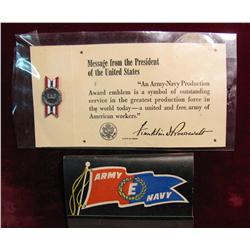 Message from the President
of the United States
"An Army-Navy Production
Award emblem is a symbol of outstanding
service in the greatest production force in
the world today—a united and free army of
American workers."
Franklin D Roosevelt
ARMY
E
NAVY